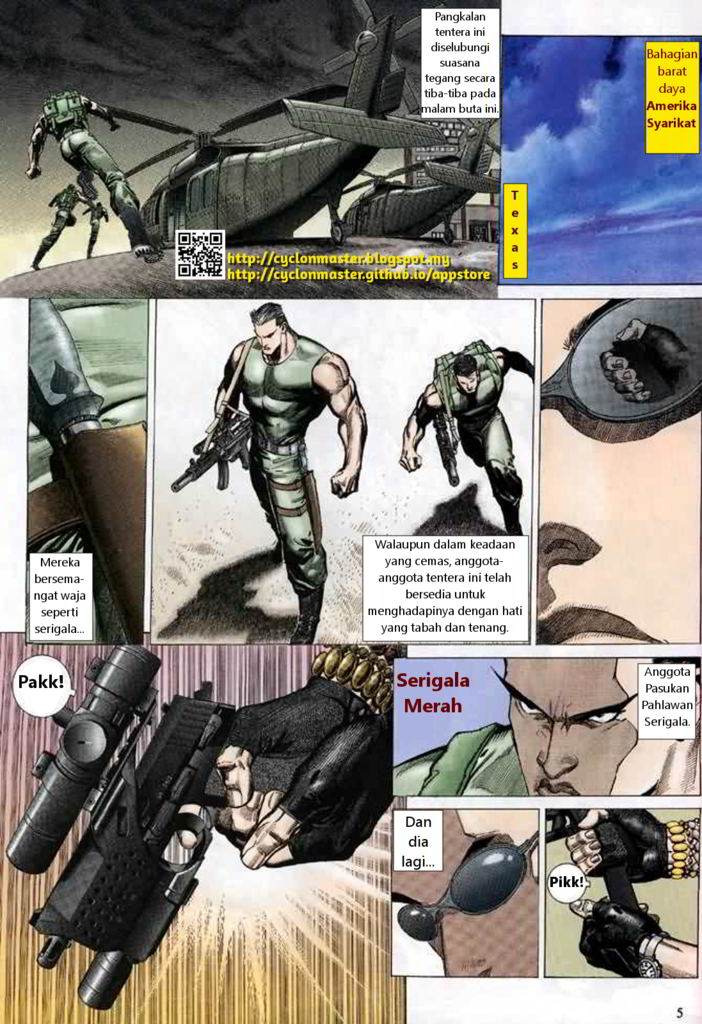 Pangkalan
tentera ini
diselubungi
suasana
tegang secara
tiba-tiba pada
malam buta ini.
Bahagian
barat
daya
Amerika
Syarikat
Texas
http://cyclonmaster.blogspot.my
http://cyclonmaster.github.io/appstore
Mereka
bersema-
ngat waja
seperti
serigala...
Walaupun dalam keadaan
yang cemas, anggota-
anggota tentera ini telah
bersedia untuk
menghadapinya dengan hati
yang tabah dan tenang.
Pakk!
Serigala
Merah
Anggota
Pasukan
Pahlawan
Serigala.
Dan
dia
lagi...
Pikk!
5